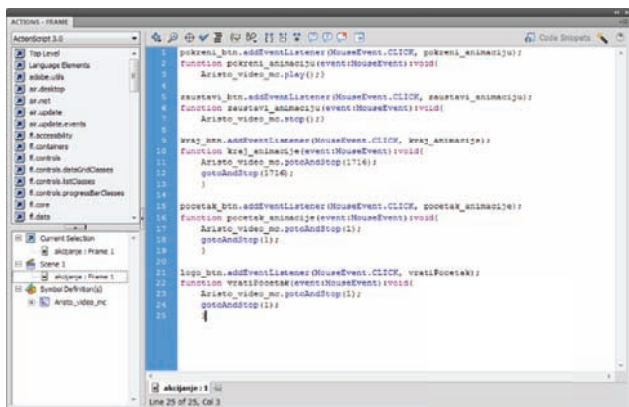 ACTIONS - FRAME
ActionScript 3.0
Code Snippets
Top Level
Language Elements
adobe.utils
air.desktop
air.net
air.update
air.update.events
fl.accessibility
fl.containers
fl.controls
fl.controls.dataGridClasses
fl.controls.listClasses
fl.controls.progressBarClasses
fl.core
fl.data
Current Selection
akcijanje : Frame 1
Scene 1
akcijanje : Frame 1
Symbol Definition(s)
Aristo_video_mc
1 pokreni_btn.addEventListener(MouseEvent.CLICK, pokreni_animaciju);
2 function pokreni_animaciju(event:MouseEvent):void{
3 Aristo_video_mc.play();}
4
5 zaustavi_btn.addEventListener(MouseEvent.CLICK, zaustavi_animaciju);
6 function zaustavi_animaciju(event:MouseEvent):void{
7 Aristo_video_mc.stop();}
8
9 kraj_btn.addEventListener(MouseEvent.CLICK, kraj_animacije);
10 function kraj_animacije(event:MouseEvent):void{
11 Aristo_video_mc.gotoAndStop(1716);
12 gotoAndStop(1716);
13 }
14
15 pocetak_btn.addEventListener(MouseEvent.CLICK, pocetak_animacije);
16 function pocetak_animacije(event:MouseEvent):void{
17 Aristo_video_mc.gotoAndStop(1);
18 gotoAndStop(1);
19 }
20
21 logo_btn.addEventListener(MouseEvent.CLICK, vratiPocetak);
22 function vratiPocetak(event:MouseEvent):void{
23 Aristo_video_mc.gotoAndStop(1);
24 gotoAndStop(1);
25 }
akcijanje : 1
Line 25 of 25, Col 3